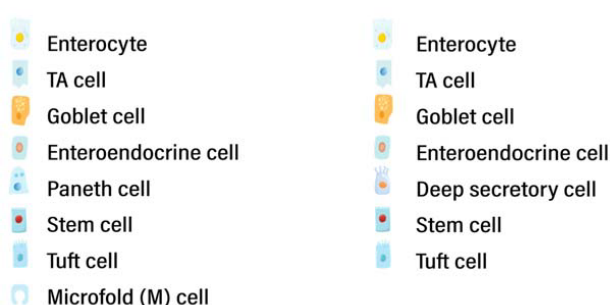 Enterocyte
TA cell
Goblet cell
Enteroendocrine cell
Paneth cell
Stem cell
Tuft cell
Microfold (M) cell
Enterocyte
TA cell
Goblet cell
Enteroendocrine cell
Deep secretory cell
Stem cell
Tuft cell